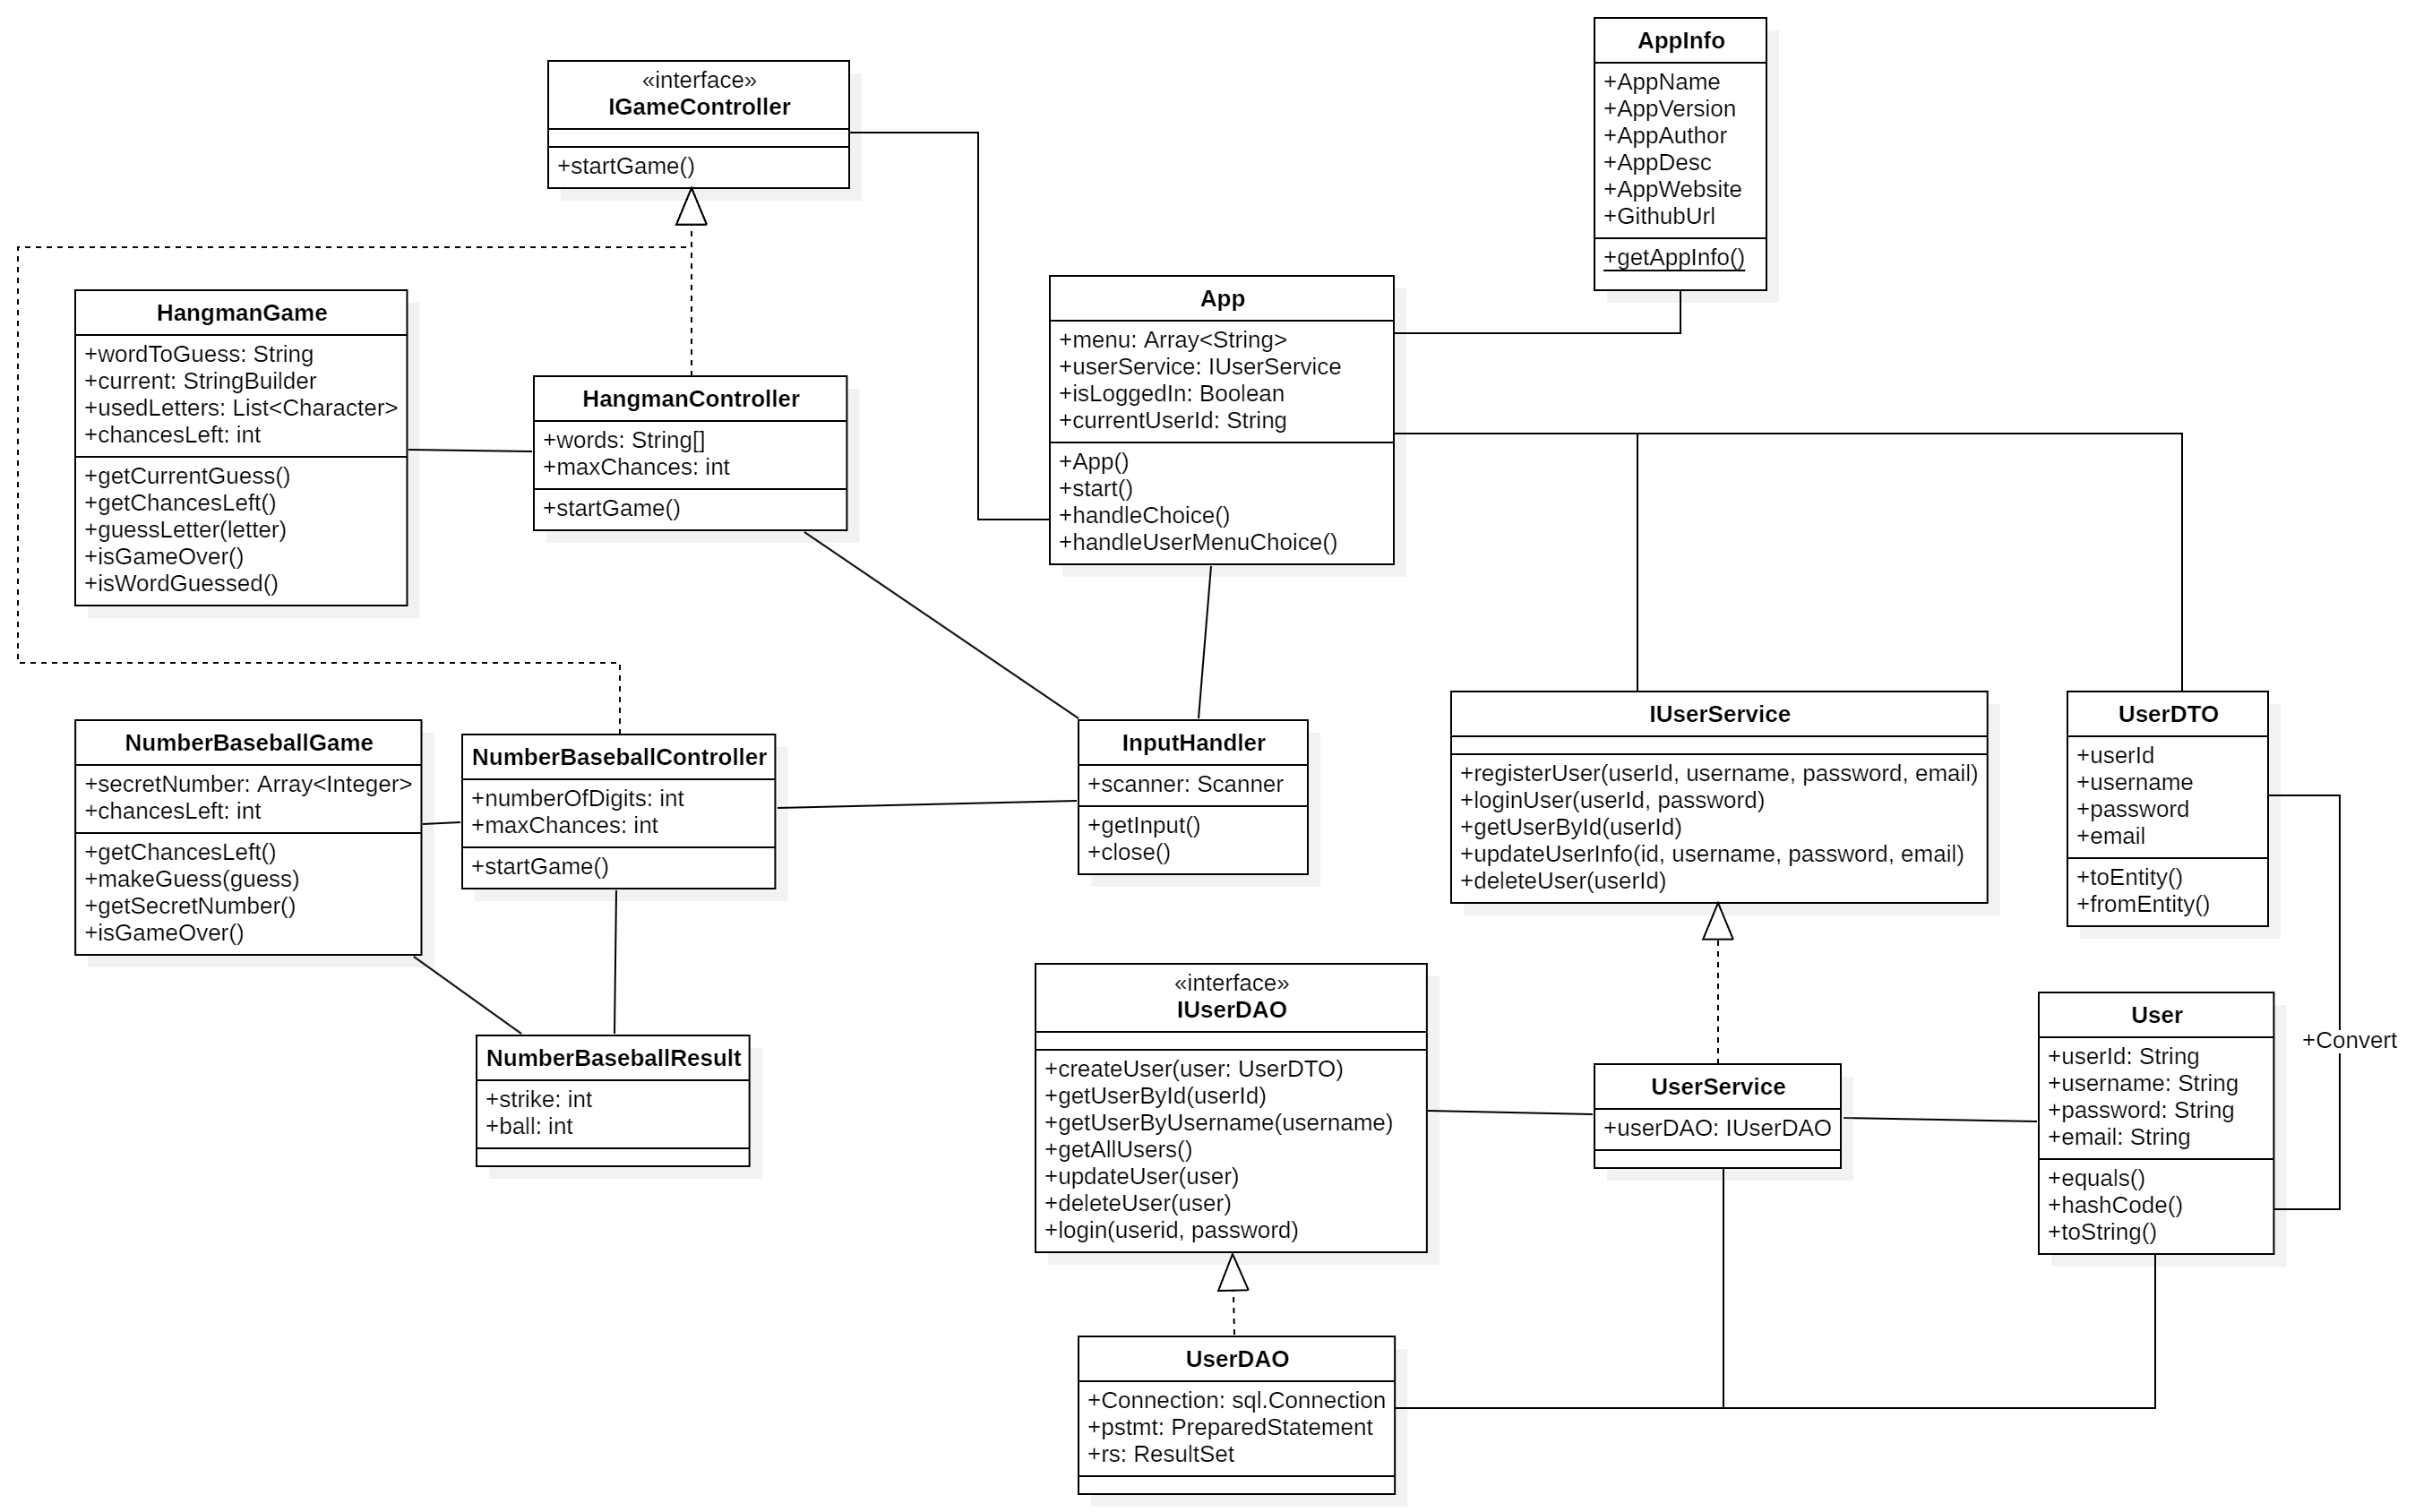 «interface»
IGameController
+startGame()
AppInfo
+AppName
+AppVersion
+AppAuthor
+AppDesc
+AppWebsite
+GithubUrl
+getAppInfo()
HangmanGame
+wordToGuess: String
+current: StringBuilder
+usedLetters: List<Character>
+chancesLeft: int
+getCurrentGuess()
+getChancesLeft()
+guessLetter(letter)
+isGameOver()
+isWordGuessed()
HangmanController
+words: String[]
+maxChances: int
+startGame()
App
+menu: Array<String>
+userService: IUserService
+isLoggedIn: Boolean
+currentUserId: String
+App()
+start()
+handleChoice()
+handleUserMenuChoice()
NumberBaseballGame
+secretNumber: Array<Integer>
+chancesLeft: int
+getChancesLeft()
+makeGuess(guess)
+getSecretNumber()
+isGameOver()
NumberBaseballController
+numberOfDigits: int
+maxChances: int
+startGame()
InputHandler
+scanner: Scanner
+getInput()
+close()
IUserService
+registerUser(userId, username, password, email)
+loginUser(userId, password)
+getUserById(userId)
+updateUserInfo(id, username, password, email)
+deleteUser(userId)
UserDTO
+userId
+username
+password
+email
+toEntity()
+fromEntity()
NumberBaseballResult
+strike: int
+ball: int
«interface»
IUserDAO
+createUser(user: UserDTO)
+getUserById(userId)
+getUserByUsername(username)
+getAllUsers()
+updateUser(user)
+deleteUser(user)
+login(userid, password)
UserService
+userDAO: IUserDAO
User
+userId: String
+username: String
+password: String
+email: String
+equals()
+hashCode()
+toString()
+Convert
UserDAO
+Connection: sql.Connection
+pstmt: PreparedStatement
+rs: ResultSet